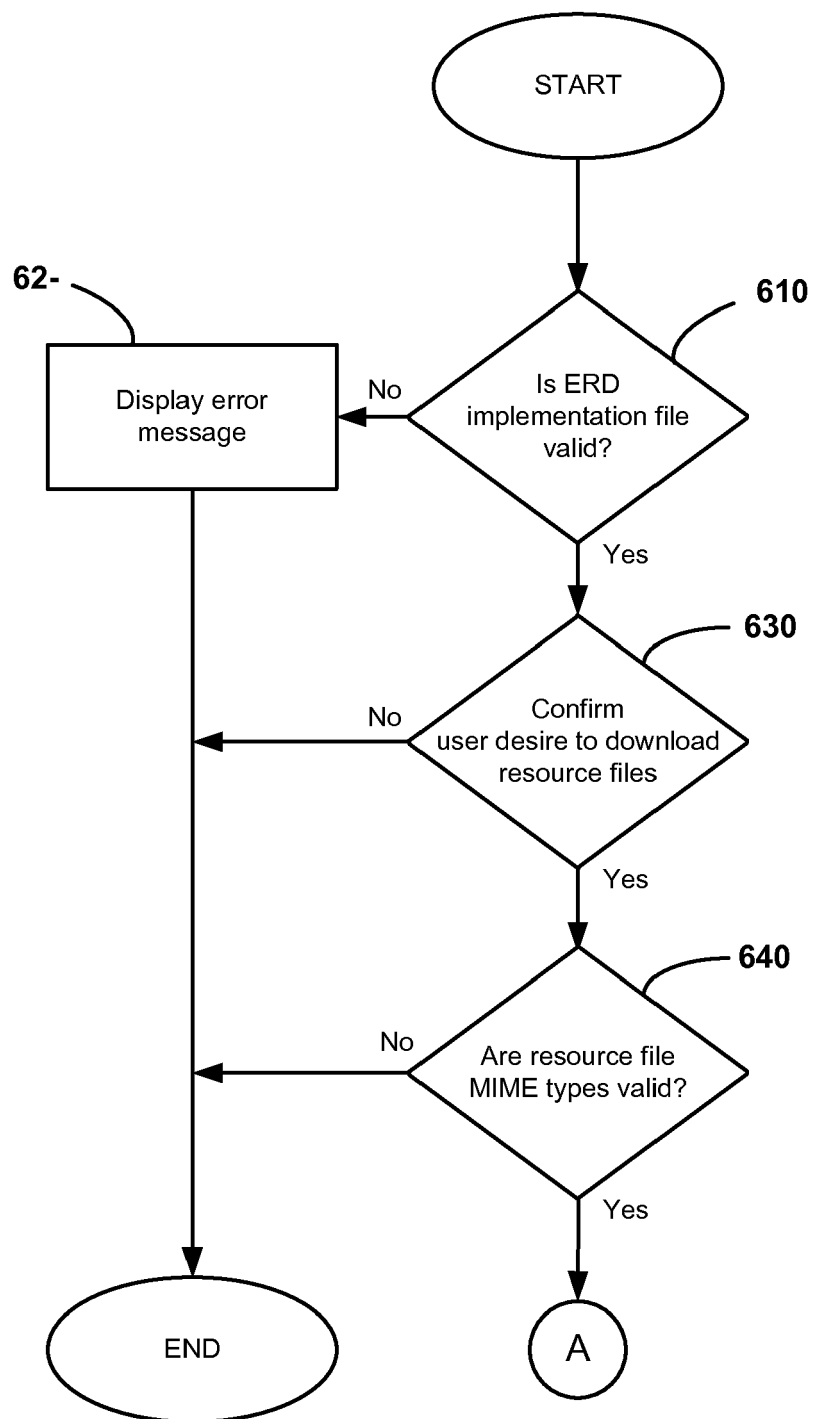 START
62-
610
Display error
message
No
Is ERD
implementation file
valid?
Yes
630
No
Confirm
user desire to download
resource files
Yes
640
No
Are resource file
MIME types valid?
Yes
END
A